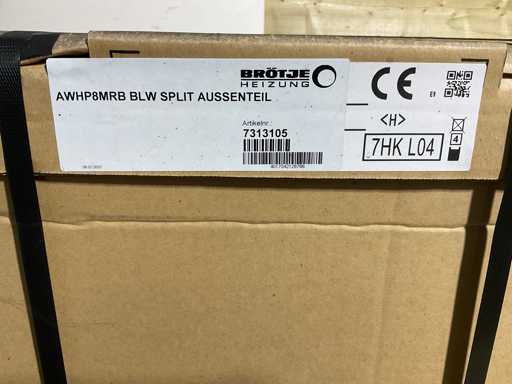 BRÖTJE
HEIZUNG
AWHP8MRB BLW SPLIT AUSSENTEIL
Artikelnr.:
7313105
CE
<H>
7HK L04
4